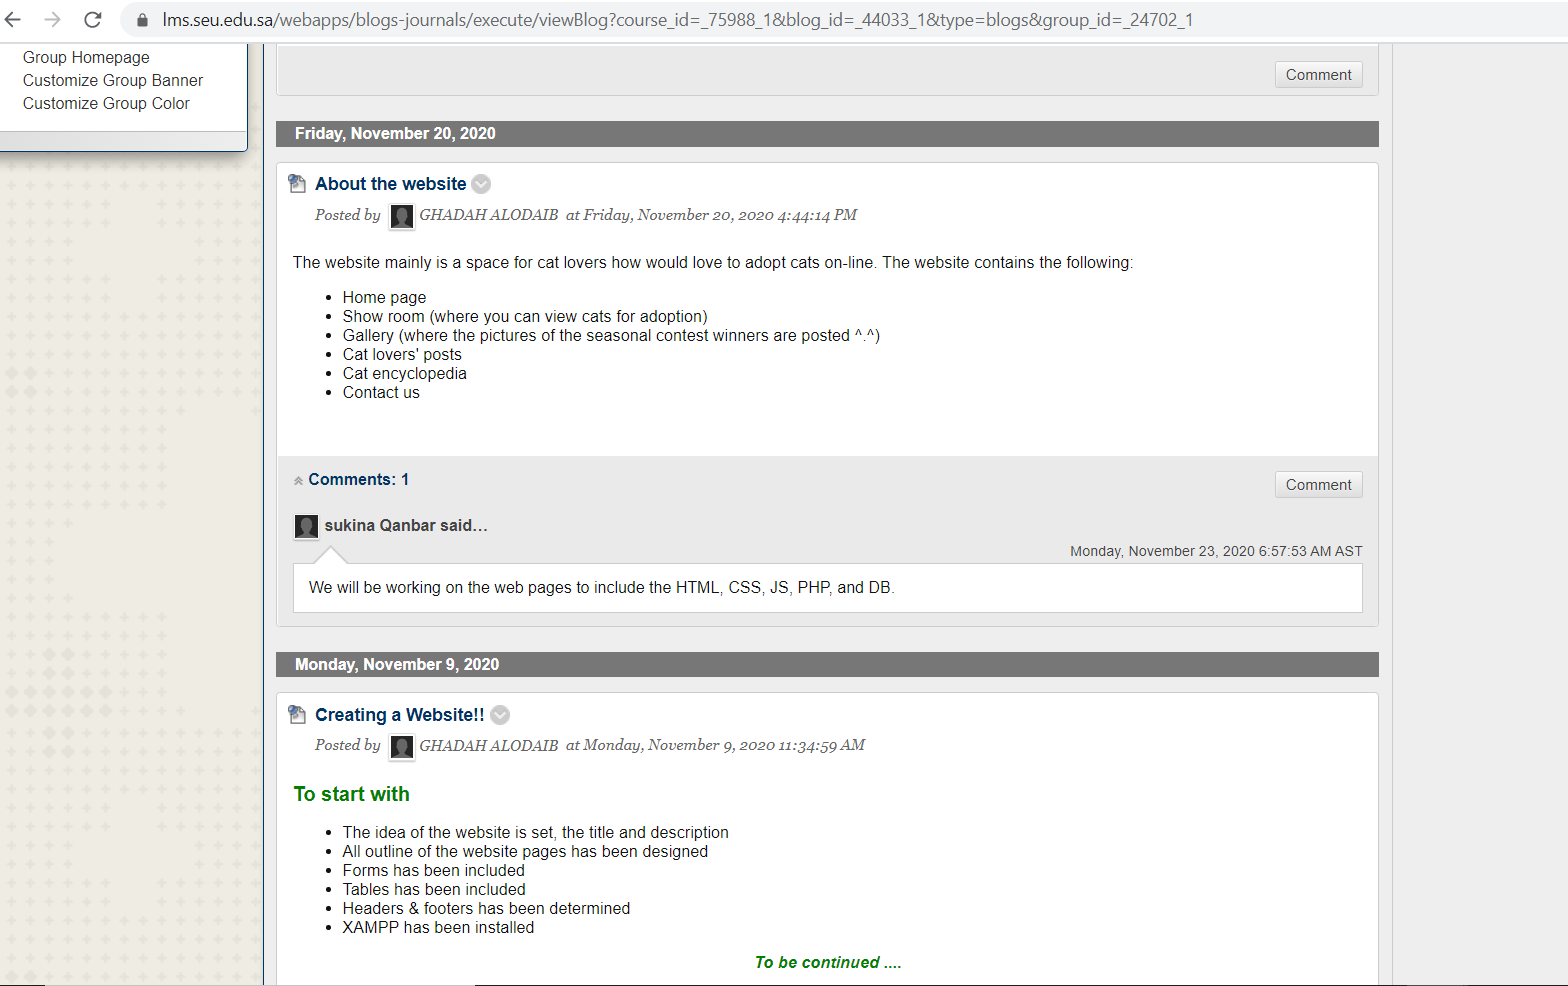 lms.seu.edu.sa/webapps/blogs-journals/execute/viewBlog?course_id=_75988_1&blog_id=_44033_1&type=blogs&group_id=_24702_1
Group Homepage
Customize Group Banner
Customize Group Color
Comment
Friday, November 20, 2020
About the website
Posted by GHADAH ALODAIB at Friday, November 20, 2020 4:44:14 PM
The website mainly is a space for cat lovers how would love to adopt cats on-line. The website contains the following:
• Home page
• Show room (where you can view cats for adoption)
• Gallery (where the pictures of the seasonal contest winners are posted ^.^)
• Cat lovers' posts
• Cat encyclopedia
• Contact us
Comments: 1
Comment
sukina Qanbar said...
Monday, November 23, 2020 6:57:53 AM AST
We will be working on the web pages to include the HTML, CSS, JS, PHP, and DB.
Monday, November 9, 2020
Creating a Website!!
Posted by GHADAH ALODAIB at Monday, November 9, 2020 11:34:59 AM
To start with
• The idea of the website is set, the title and description
• All outline of the website pages has been designed
• Forms has been included
• Tables has been included
• Headers & footers has been determined
• XAMPP has been installed
To be continued ....